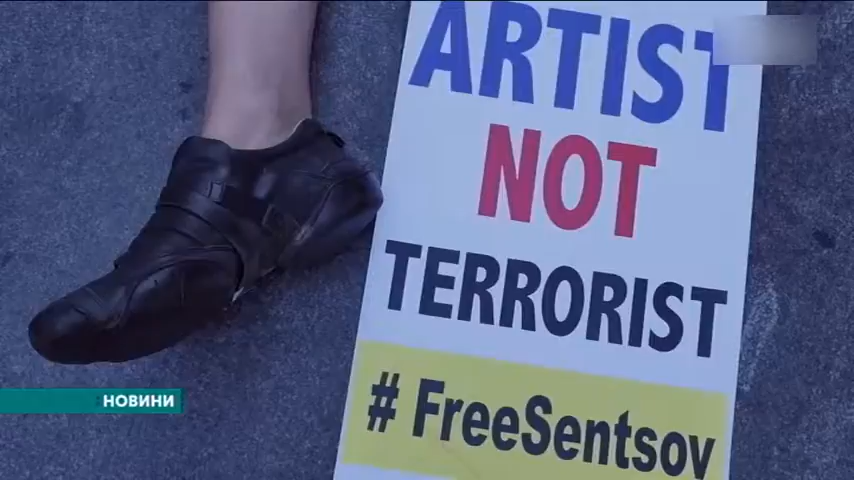 ARTIST
NOT
TERRORIST
# FreeSentsov
НОВИНИ